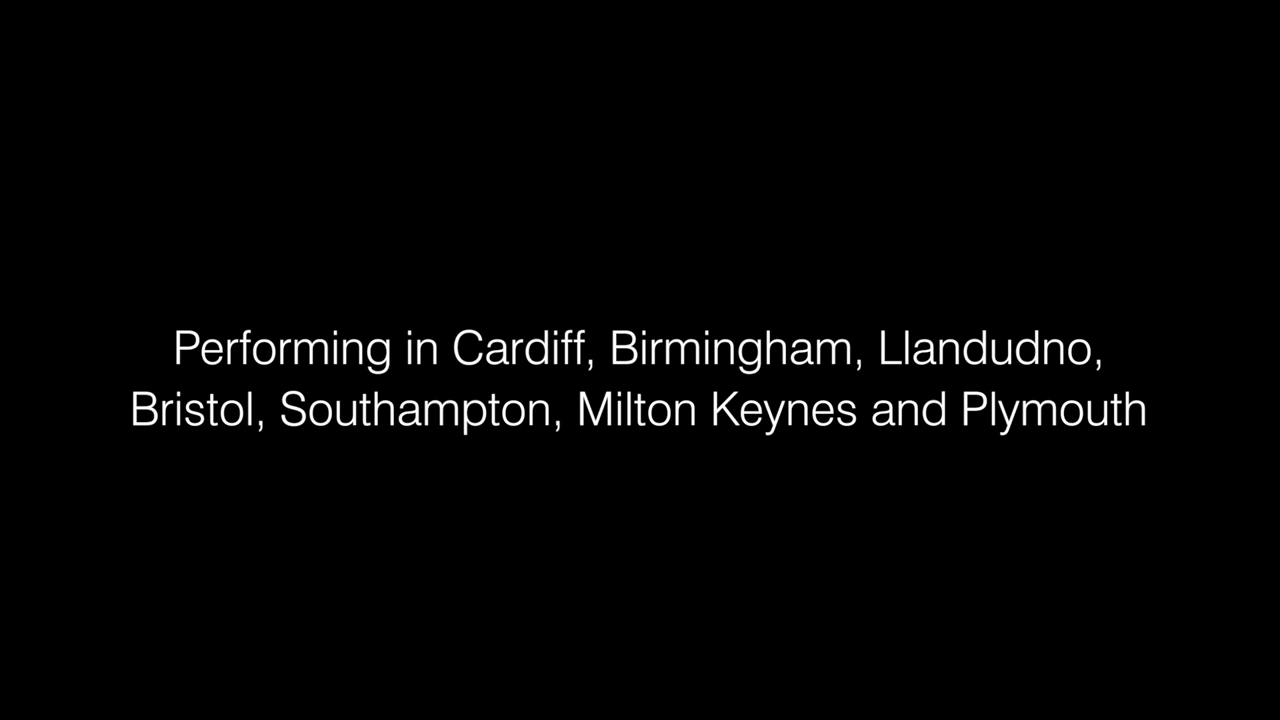 Performing in Cardiff, Birmingham, Llandudno,
Bristol, Southampton, Milton Keynes and Plymouth